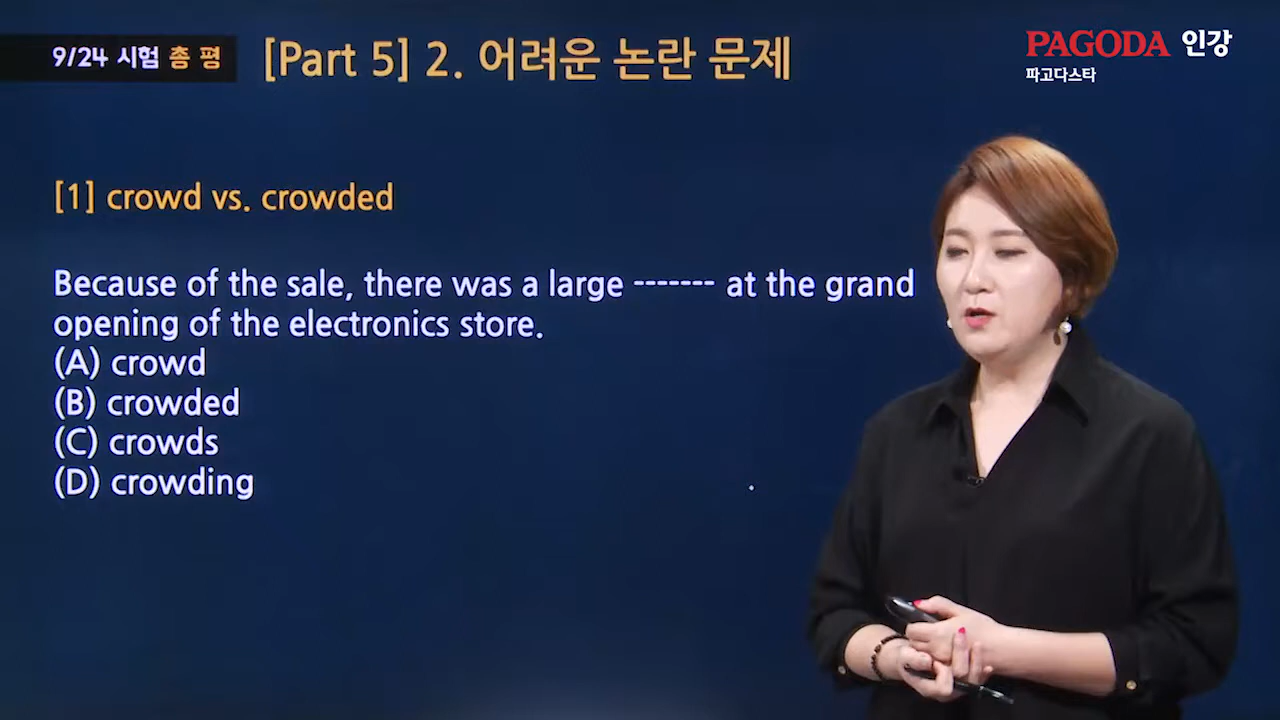 9/24 시험 총 평
[Part 5] 2. 어려운 논란 문제
PAGODA 인강
파고다스타
[1] crowd vs. crowded
Because of the sale, there was a large ------- at the grand
opening of the electronics store.
(A) crowd
(B) crowded
(C) crowds
(D) crowding